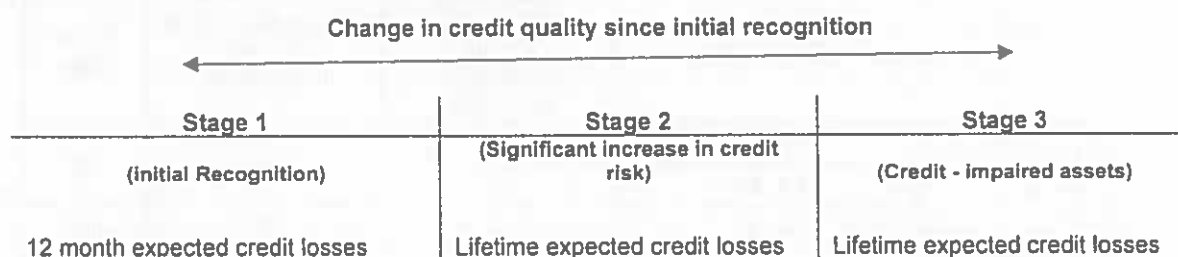 Change in credit quality since initial recognition
Stage 1 Stage 2 Stage 3
(initial Recognition) (Significant increase in credit risk) (Credit - impaired assets)
12 month expected credit losses Lifetime expected credit losses Lifetime expected credit losses